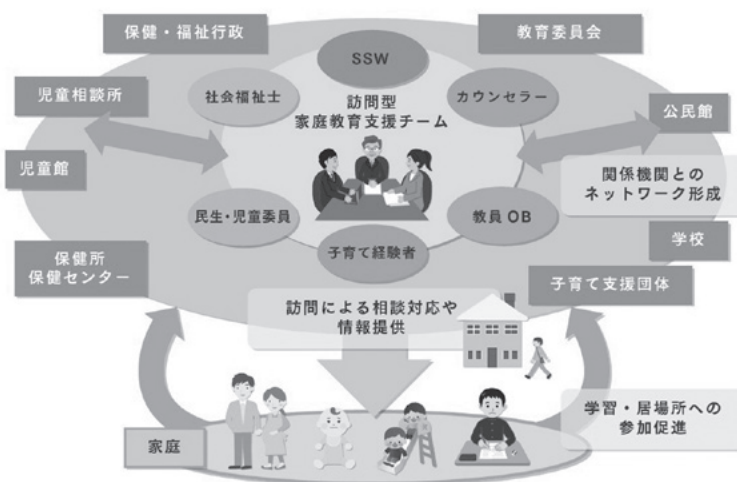 保健・福祉行政
教育委員会
SSW
児童相談所
社会福祉士
カウンセラー
公民館
訪問型
家庭教育支援チーム
児童館
関係機関との
ネットワーク形成
民生・児童委員
教員 OB
学校
保健所
保健センター
子育て経験者
子育て支援団体
訪問による相談対応や
情報提供
学習・居場所への
参加促進
家庭